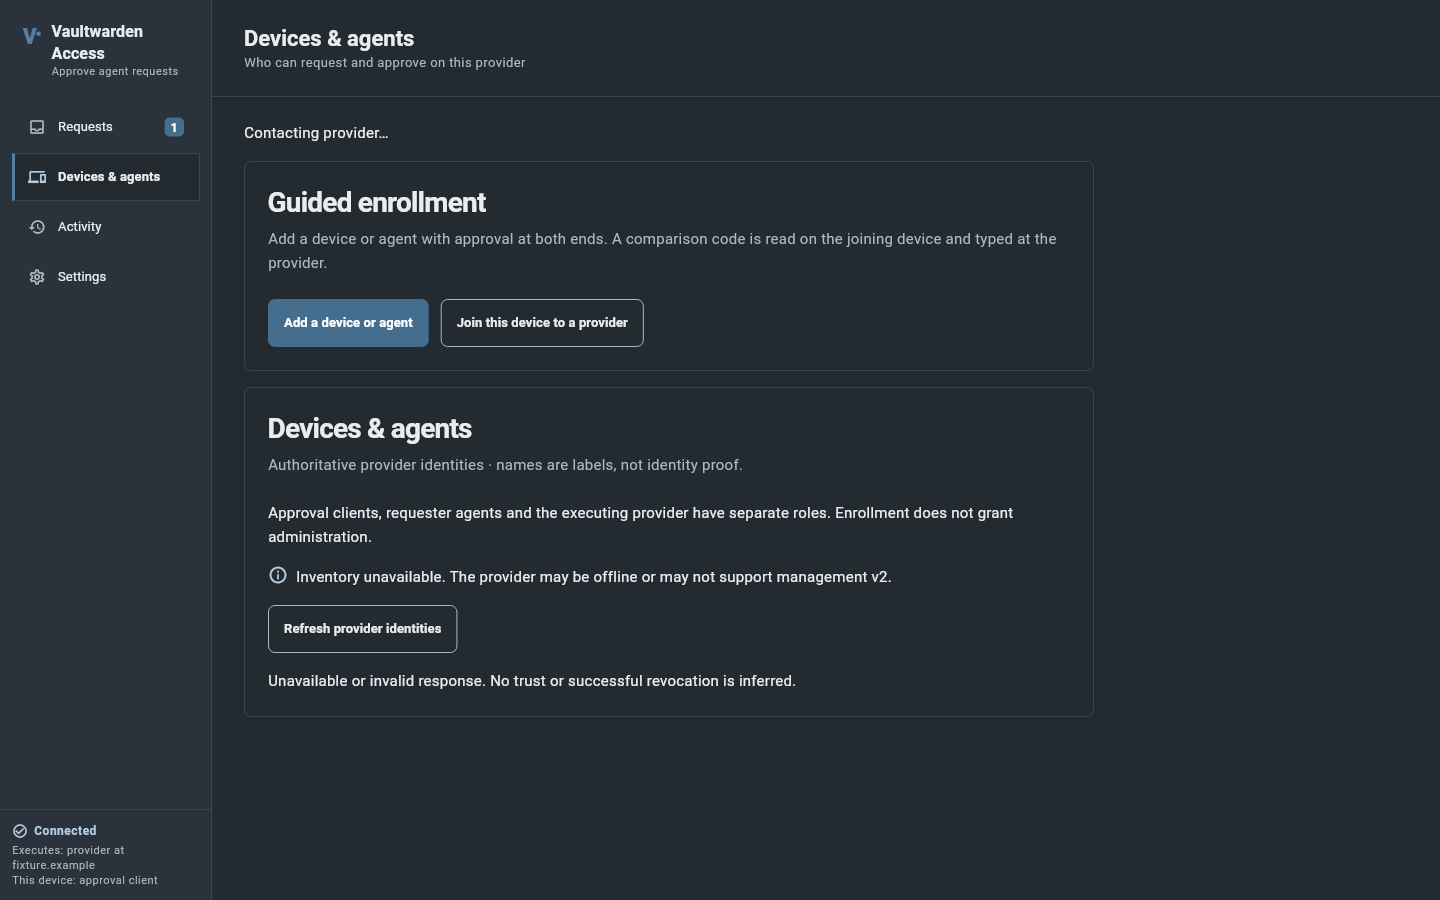 Vaultwarden
Access
Approve agent requests
Requests
1
Devices & agents
Activity
Settings
Connected
Executes: provider at
fixture.example
This device: approval client
Devices & agents
Who can request and approve on this provider
Contacting provider…
Guided enrollment
Add a device or agent with approval at both ends. A comparison code is read on the joining device and typed at the
provider.
Add a device or agent
Join this device to a provider
Devices & agents
Authoritative provider identities · names are labels, not identity proof.
Approval clients, requester agents and the executing provider have separate roles. Enrollment does not grant
administration.
Inventory unavailable. The provider may be offline or may not support management v2.
Refresh provider identities
Unavailable or invalid response. No trust or successful revocation is inferred.